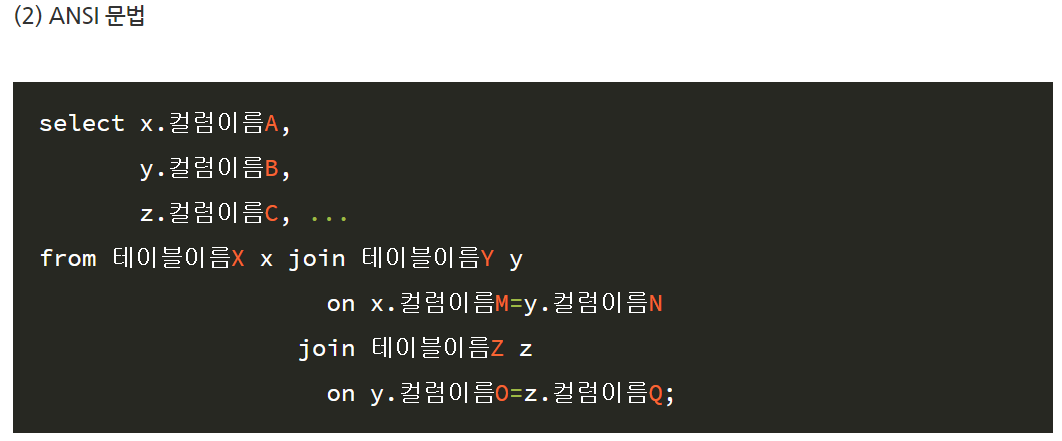 (2) ANSI 문법
select x.컬럼이름A,
y.컬럼이름B,
z.컬럼이름C, ...
from 테이블이름X x join 테이블이름Y y
on x.컬럼이름M=y.컬럼이름N
join 테이블이름Z z
on y.컬럼이름O=z.컬럼이름Q;